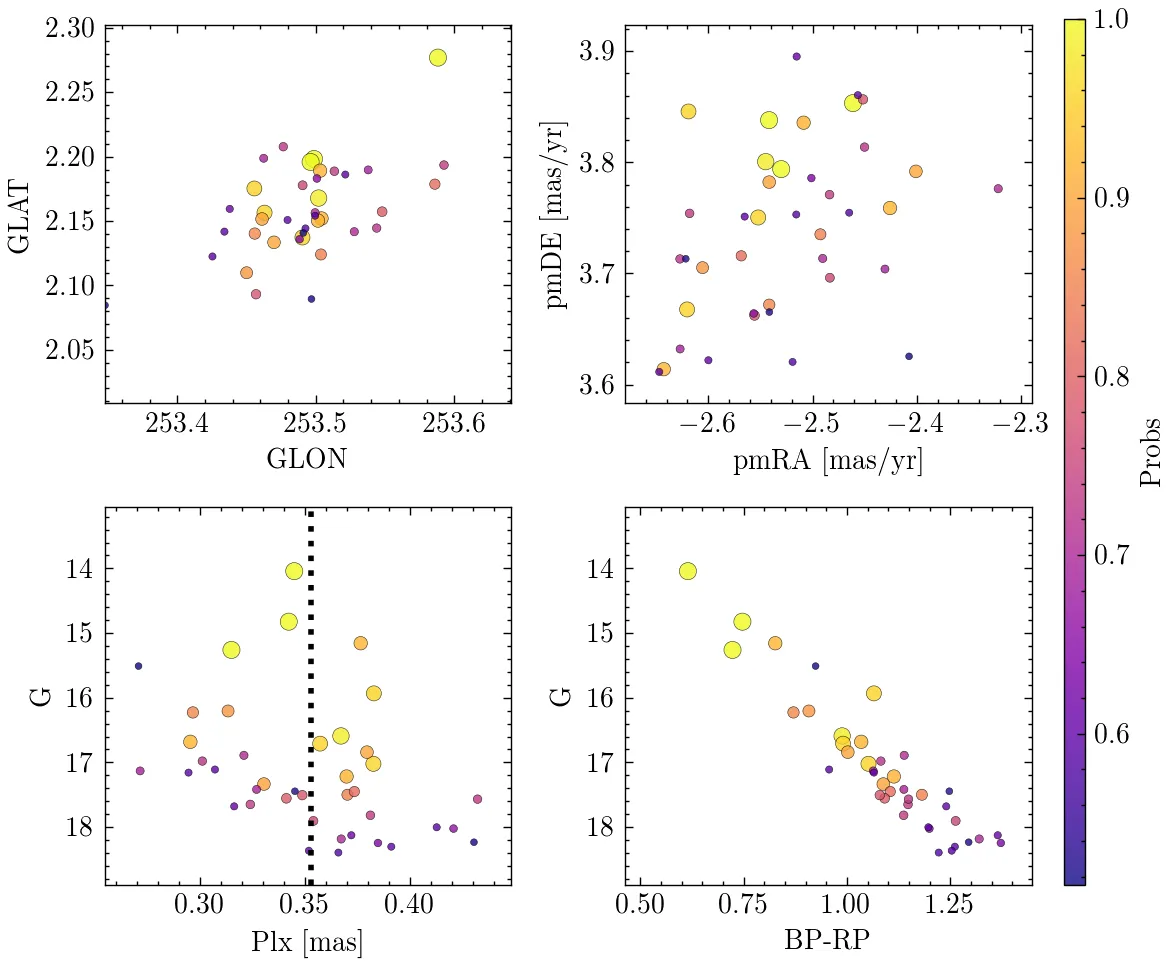 2.30
2.25
2.20
2.15
2.10
2.05
GLAT
253.4 253.5 253.6
GLON
3.9
3.8
3.7
3.6
pmDE [mas/yr]
−2.6 −2.5 −2.4 −2.3
pmRA [mas/yr]
14
15
16
17
18
G
0.30 0.35 0.40
Plx [mas]
14
15
16
17
18
G
0.50 0.75 1.00 1.25
BP-RP
1.0
0.9
0.8
0.7
0.6
Probs